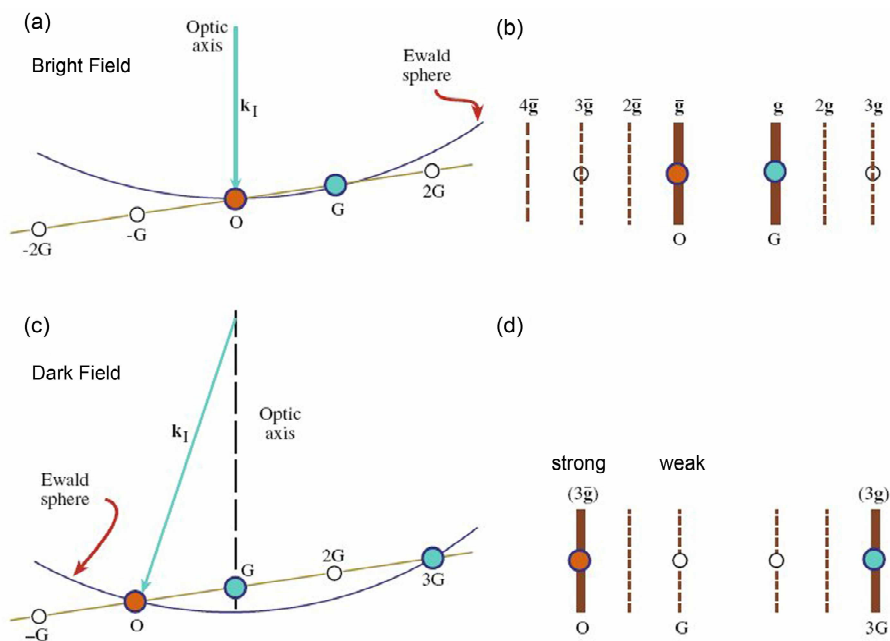 (a)
Optic
axis
Bright Field
Ewald
sphere
k_I
O
G
2G
-G
-2G
(b)
4g̅ 3g̅ 2g̅ g̅ g 2g 3g
O G
(c)
Dark Field
k_I
Optic
axis
Ewald
sphere
G
2G
3G
O
–G
(d)
strong weak
(3g̅) (3g)
O G 3G